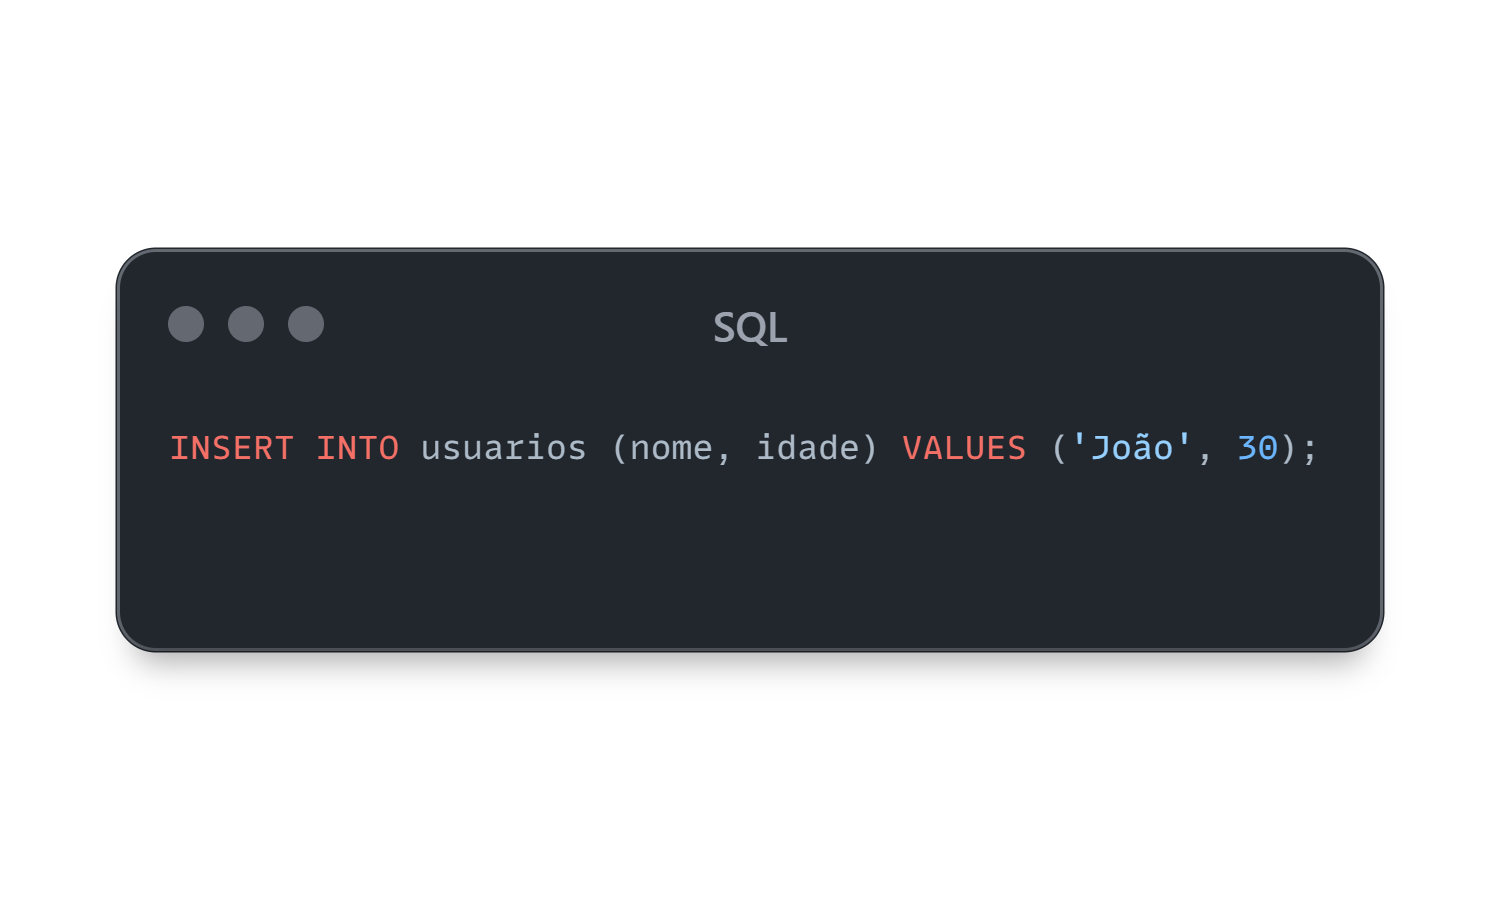 SQL
INSERT INTO usuarios (nome, idade) VALUES ('João', 30);